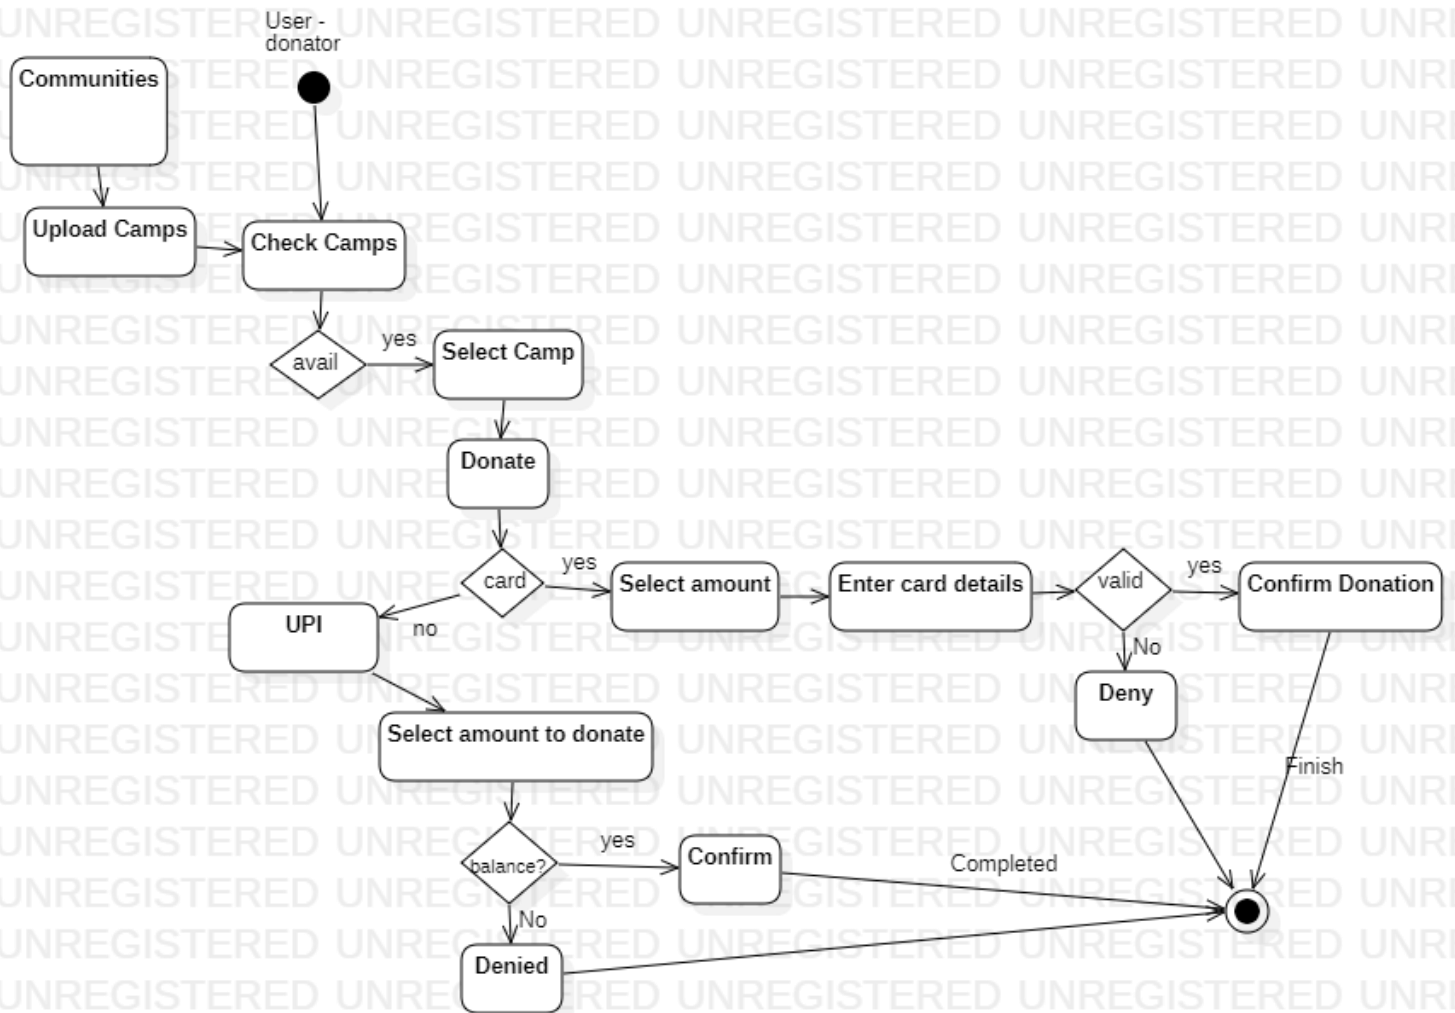 User -
donator
Communities
Upload Camps
Check Camps
avail
yes
Select Camp
Donate
card
yes
Select amount
Enter card details
valid
yes
Confirm Donation
no
UPI
No
Deny
Select amount to donate
Finish
balance?
yes
Confirm
Completed
No
Denied
UNREGISTERED UNREGISTERED UNREGISTERED UNREGISTERED UNR